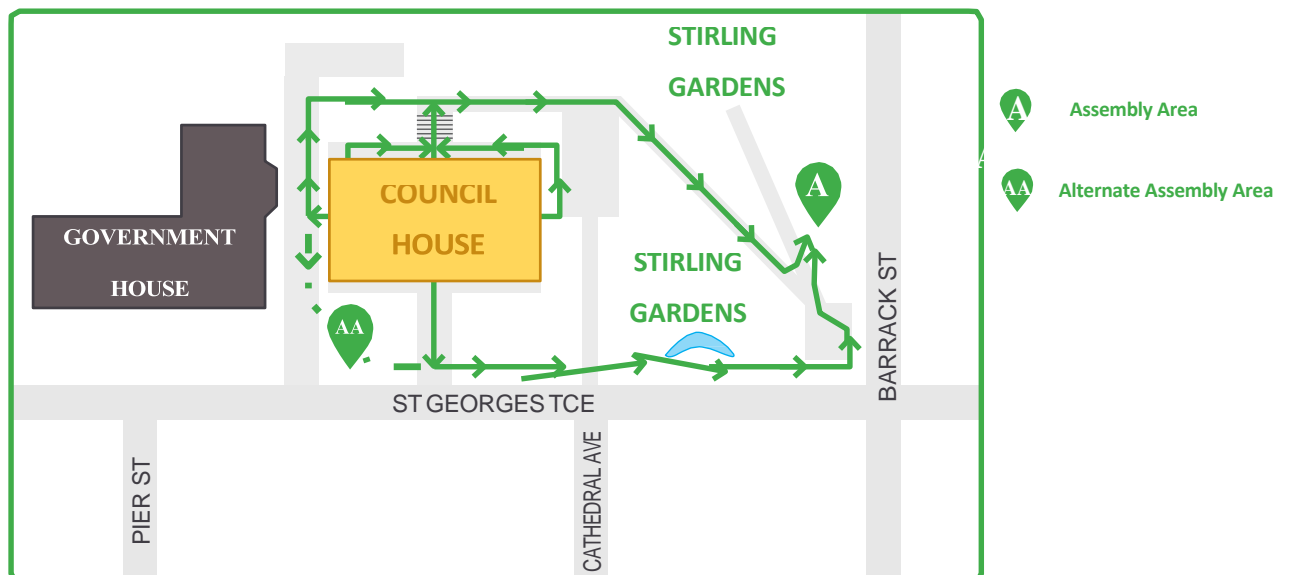 STIRLING
GARDENS
A
Assembly Area
A
AA
Alternate Assembly Area
A
COUNCIL
HOUSE
GOVERNMENT
HOUSE
STIRLING
GARDENS
AA
BARRACK ST
ST GEORGES TCE
PIER ST
CATHEDRAL AVE